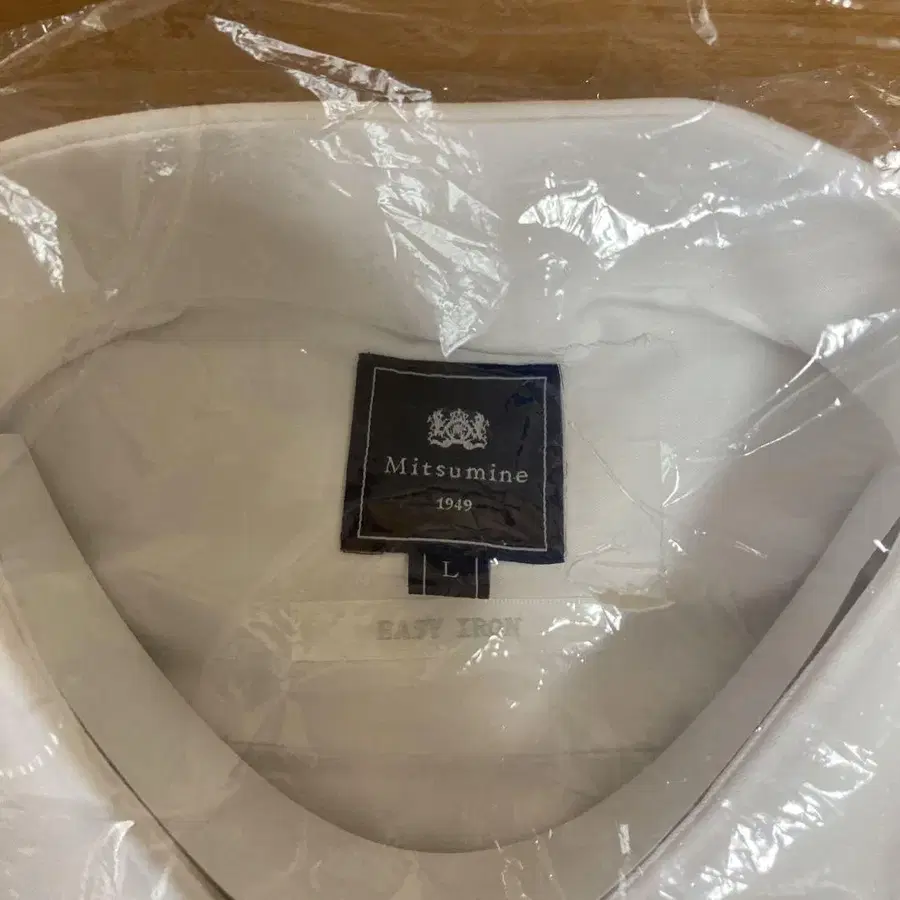 Mitsumine
1949
L
EASY IRON